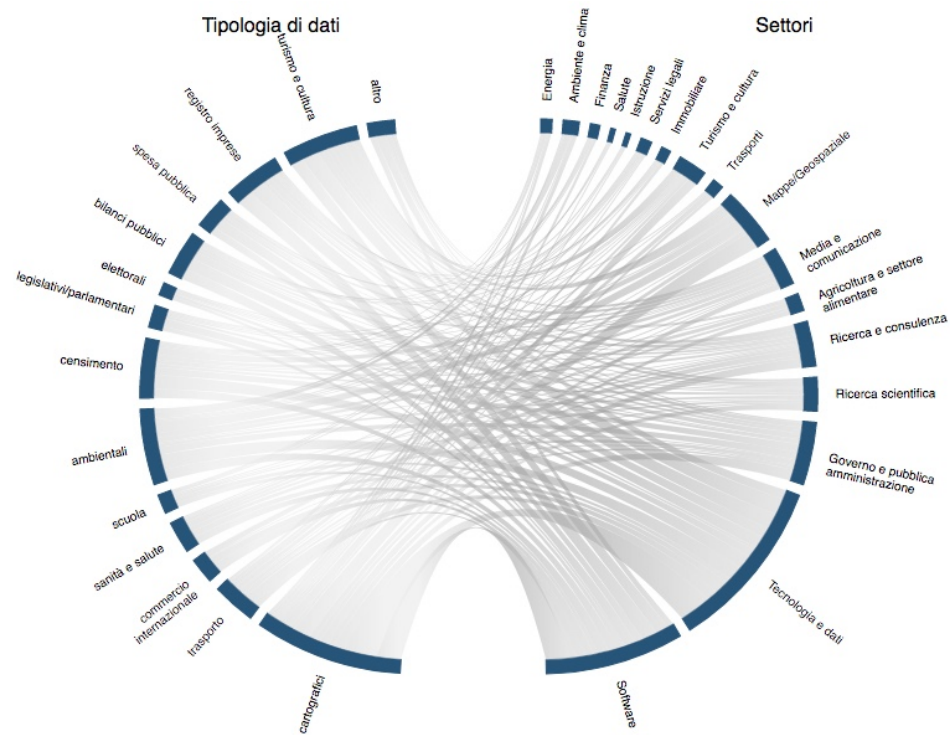 Tipologia di dati
Settori
altro
turismo e cultura
registro imprese
spesa pubblica
bilanci pubblici
elettorali
legislativi/parlamentari
censimento
ambientali
scuola
sanità e salute
commercio
internazionale
trasporto
cartografici
Energia
Ambiente e clima
Finanza
Salute
Istruzione
Servizi legali
Immobiliare
Turismo e cultura
Trasporti
Mappe/Geospaziale
Media e
comunicazione
Agricoltura e settore
alimentare
Ricerca e consulenza
Ricerca scientifica
Governo e pubblica
amministrazione
Tecnologia e dati
Software